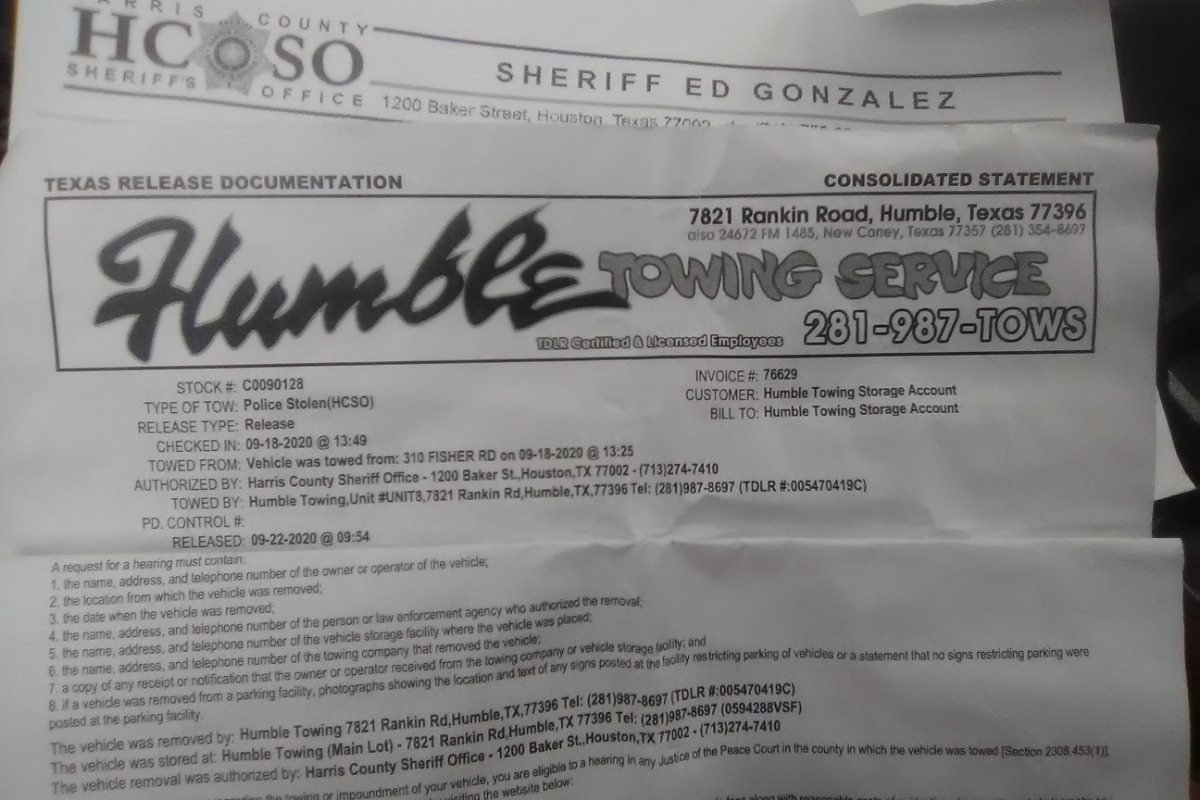 HARRIS COUNTY
HCSO
SHERIFF'S OFFICE
SHERIFF ED GONZALEZ
1200 Baker Street, Houston, Texas 77002
TEXAS RELEASE DOCUMENTATION
CONSOLIDATED STATEMENT
7821 Rankin Road, Humble, Texas 77396
also 24672 FM 1485, New Caney, Texas 77357 (281) 354-8697
Humble TOWING SERVICE
TDLR Certified & Licensed Employees
281-987-TOWS
STOCK #: C0090128
TYPE OF TOW: Police Stolen(HCSO)
RELEASE TYPE: Release
CHECKED IN: 09-18-2020 @ 13:49
INVOICE #: 76629
CUSTOMER: Humble Towing Storage Account
BILL TO: Humble Towing Storage Account
TOWED FROM: Vehicle was towed from: 310 FISHER RD on 09-18-2020 @ 13:25
AUTHORIZED BY: Harris County Sheriff Office - 1200 Baker St.,Houston,TX 77002 - (713)274-7410
TOWED BY: Humble Towing,Unit #UNIT8,7821 Rankin Rd,Humble,TX,77396 Tel: (281)987-8697 (TDLR #:005470419C)
PD. CONTROL #:
RELEASED: 09-22-2020 @ 09:54
A request for a hearing must contain:
1. the name, address, and telephone number of the owner or operator of the vehicle;
2. the location from which the vehicle was removed;
3. the date when the vehicle was removed;
4. the name, address, and telephone number of the person or law enforcement agency who authorized the removal;
5. the name, address, and telephone number of the vehicle storage facility where the vehicle was placed;
6. the name, address, and telephone number of the towing company that removed the vehicle;
7. a copy of any receipt or notification that the owner or operator received from the towing company or vehicle storage facility; and
8. if a vehicle was removed from a parking facility, photographs showing the location and text of any signs posted at the facility restricting parking of vehicles or a statement that no signs restricting parking were
posted at the parking facility.
The vehicle was removed by: Humble Towing 7821 Rankin Rd,Humble,TX,77396 Tel: (281)987-8697 (TDLR #:005470419C)
The vehicle was stored at: Humble Towing (Main Lot) - 7821 Rankin Rd,Humble,TX 77396 Tel: (281)987-8697 (0594288VSF)
The vehicle removal was authorized by: Harris County Sheriff Office - 1200 Baker St.,Houston,TX 77002 - (713)274-7410
the towing or impoundment of your vehicle, you are eligible to a hearing in any Justice of the Peace Court in the county in which the vehicle was towed [Section 2308.453(1)].
visiting the website below: